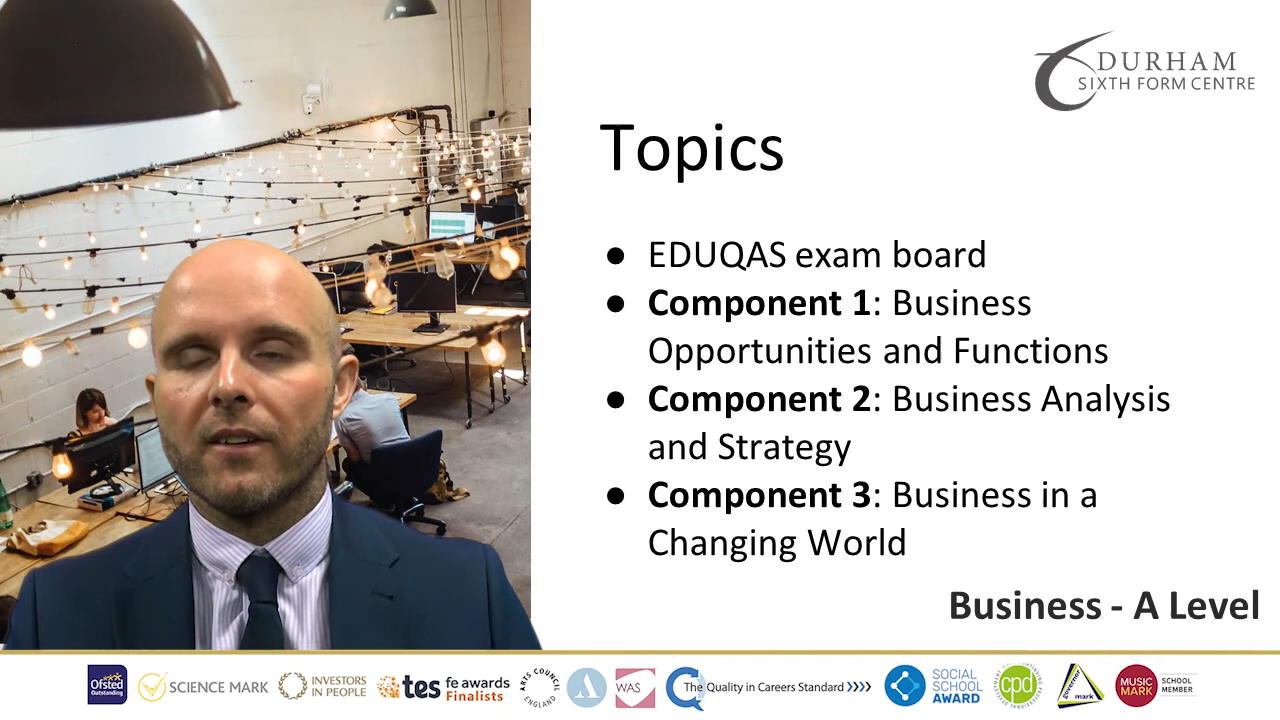 DURHAM
SIXTH FORM CENTRE
Topics
● EDUQAS exam board
● Component 1: Business
Opportunities and Functions
● Component 2: Business Analysis
and Strategy
● Component 3: Business in a
Changing World
Business - A Level
Ofsted
Outstanding
SCIENCE MARK
INVESTORS
IN PEOPLE
tes fe awards
Finalists
ARTS COUNCIL
ENGLAND
WAS
The Quality in Careers Standard
SOCIAL
SCHOOL
AWARD
cpd
governor
mark
MUSIC
MARK
SCHOOL
MEMBER